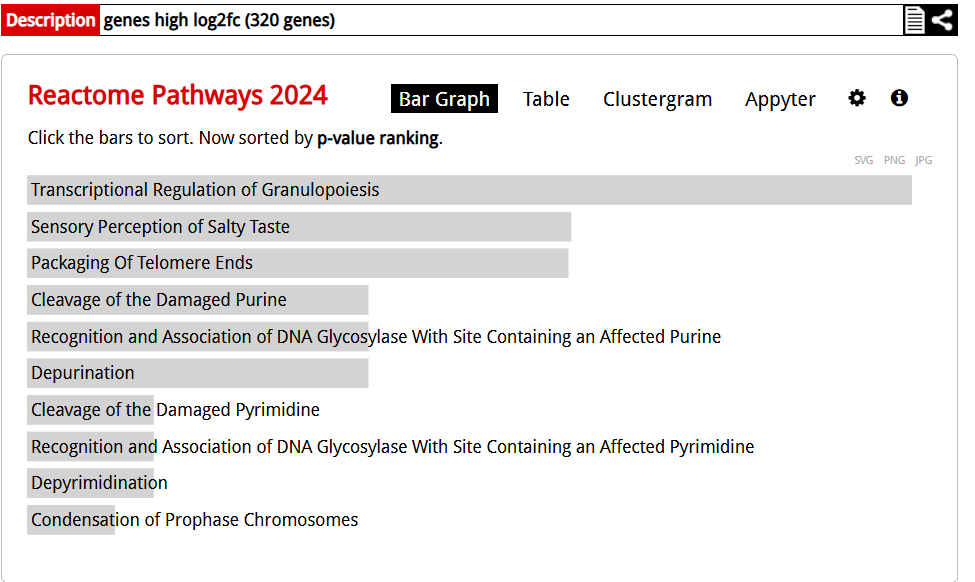 Description genes high log2fc (320 genes)
Reactome Pathways 2024 Bar Graph Table Clustergram Appyter
Click the bars to sort. Now sorted by p-value ranking.
SVG PNG JPG
Transcriptional Regulation of Granulopoiesis
Sensory Perception of Salty Taste
Packaging Of Telomere Ends
Cleavage of the Damaged Purine
Recognition and Association of DNA Glycosylase With Site Containing an Affected Purine
Depurination
Cleavage of the Damaged Pyrimidine
Recognition and Association of DNA Glycosylase With Site Containing an Affected Pyrimidine
Depyrimidination
Condensation of Prophase Chromosomes